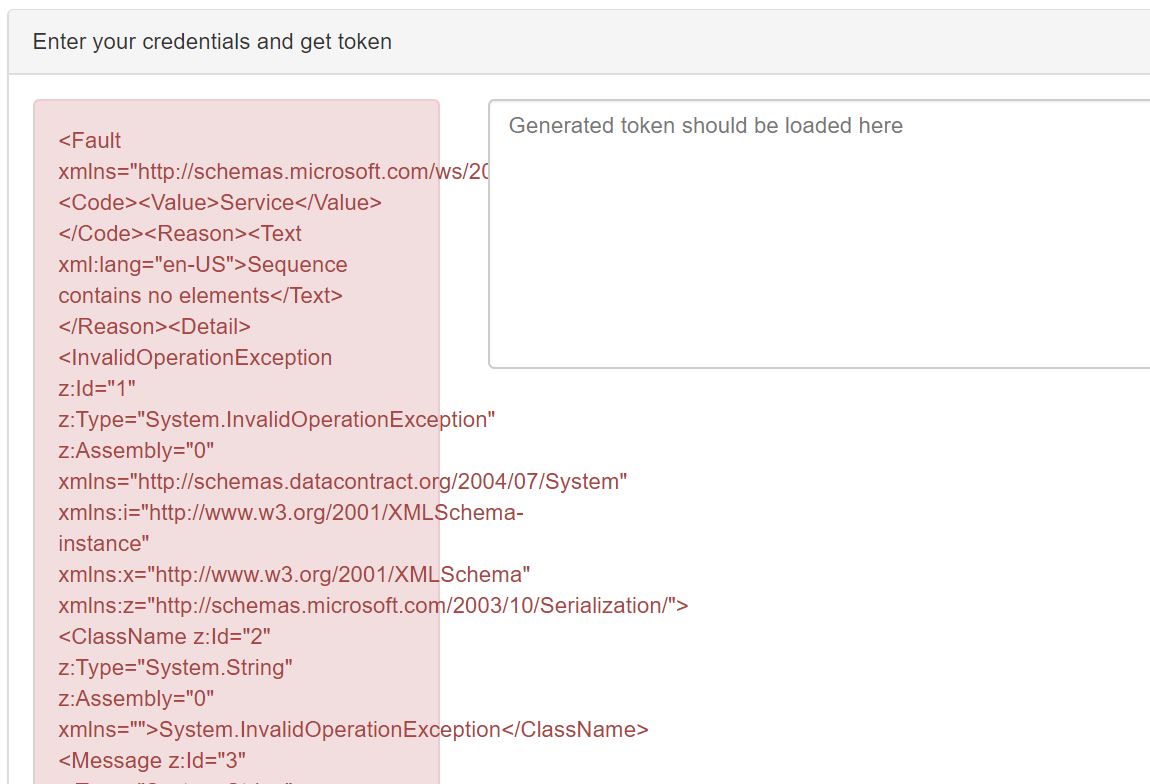 Enter your credentials and get token
<Fault
xmlns="http://schemas.microsoft.com/ws/20
<Code><Value>Service</Value>
</Code><Reason><Text
xml:lang="en-US">Sequence
contains no elements</Text>
</Reason><Detail>
<InvalidOperationException
z:Id="1"
z:Type="System.InvalidOperationException"
z:Assembly="0"
xmlns="http://schemas.datacontract.org/2004/07/System"
xmlns:i="http://www.w3.org/2001/XMLSchema-
instance"
xmlns:x="http://www.w3.org/2001/XMLSchema"
xmlns:z="http://schemas.microsoft.com/2003/10/Serialization/">
<ClassName z:Id="2"
z:Type="System.String"
z:Assembly="0"
xmlns="">System.InvalidOperationException</ClassName>
<Message z:Id="3"
Generated token should be loaded here